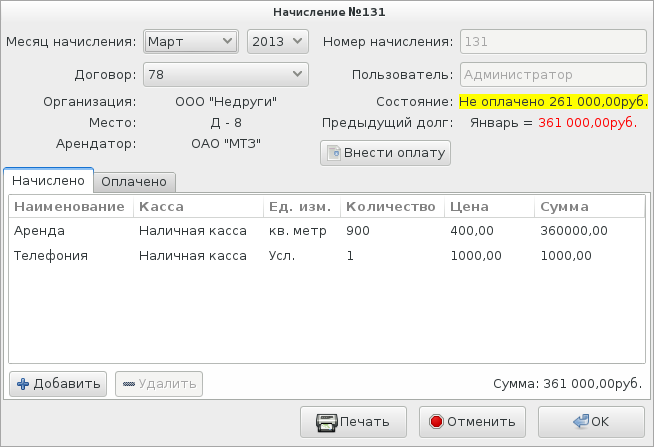 Начисление №131
Месяц начисления: Март 2013 Номер начисления: 131
Договор: 78 Пользователь: Администратор
Организация: ООО "Недруги" Состояние: Не оплачено 261 000,00руб.
Место: Д - 8 Предыдущий долг: Январь = 361 000,00руб.
Арендатор: ОАО "МТЗ" Внести оплату
Начислено Оплачено
Наименование Касса Ед. изм. Количество Цена Сумма
Аренда Наличная касса кв. метр 900 400,00 360000,00
Телефония Наличная касса Усл. 1 1000,00 1000,00
Добавить Удалить Сумма: 361 000,00руб.
Печать Отменить OK